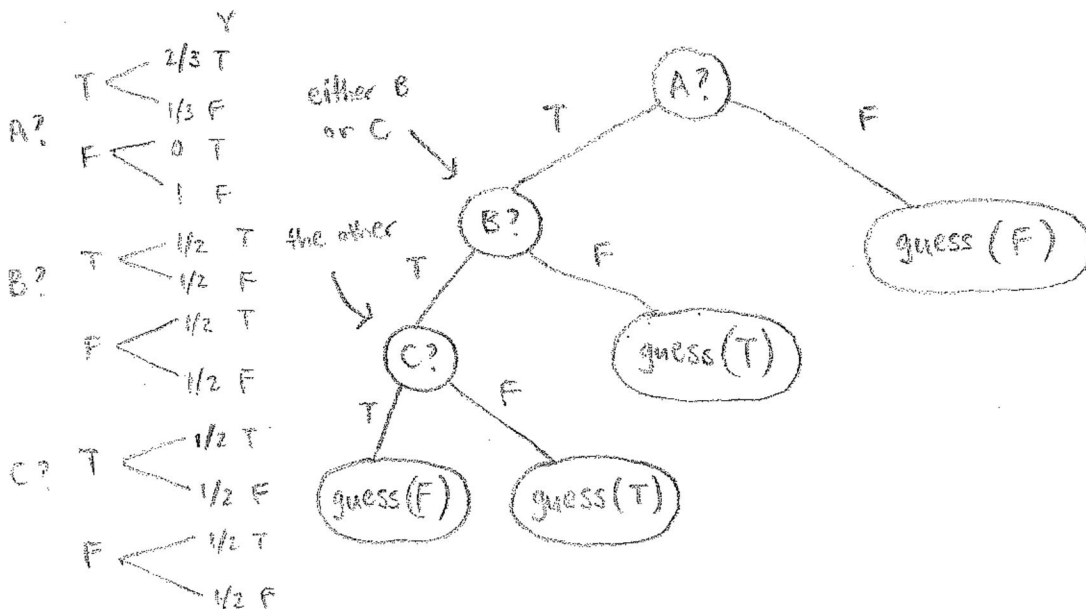 Y
A?
T
2/3 T
1/3 F
F
0 T
1 F
B?
T
1/2 T
1/2 F
F
1/2 T
1/2 F
C?
T
1/2 T
1/2 F
F
1/2 T
1/2 F
either B
or C
the other
A?
T
F
B?
guess (F)
T
F
C?
guess (T)
T
F
guess (F)
guess (T)